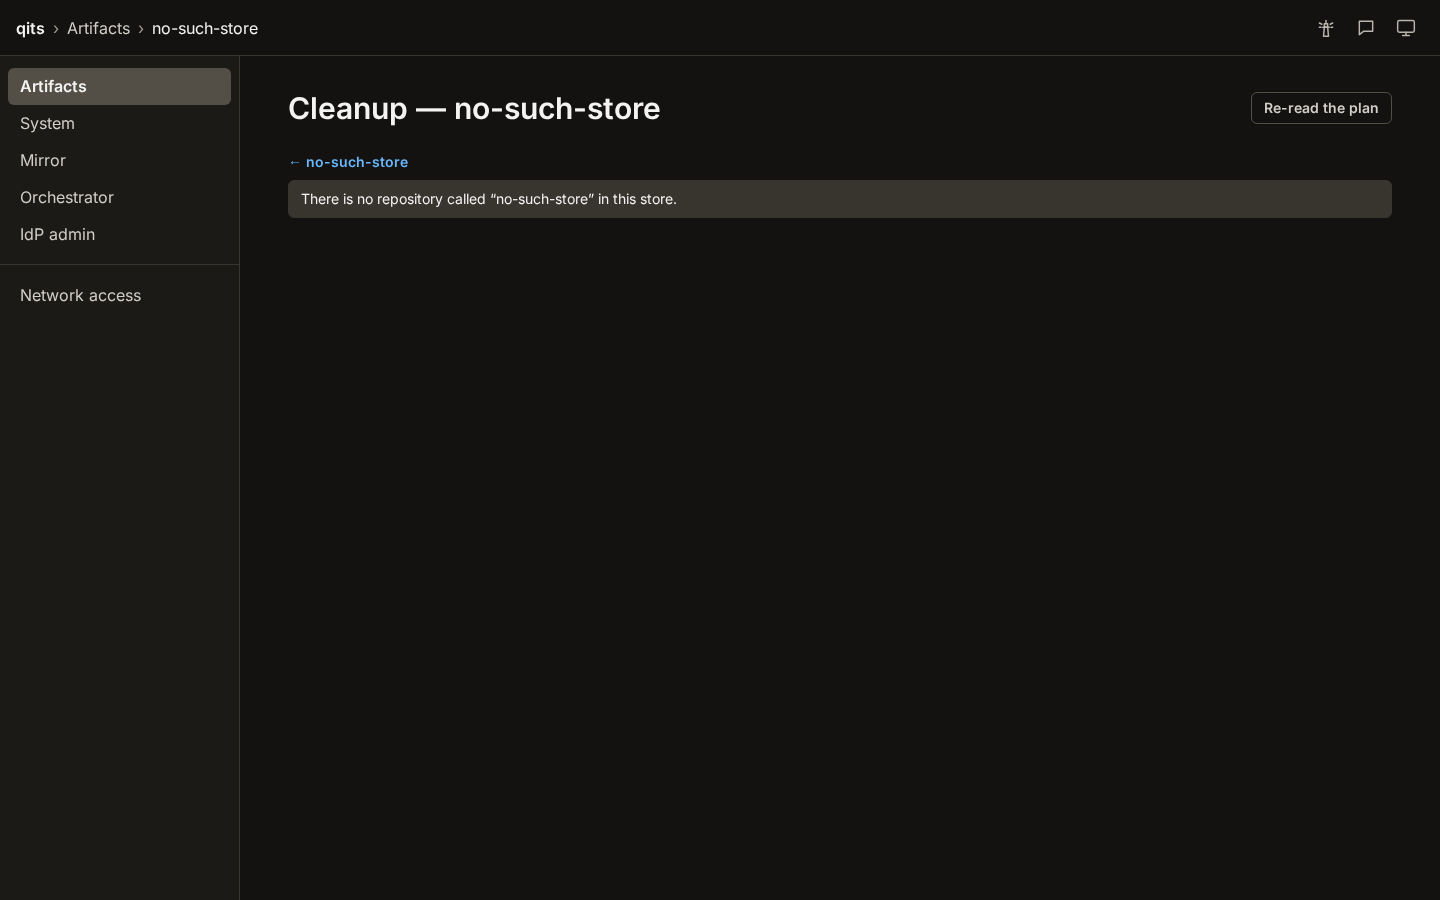 qits › Artifacts › no-such-store
Artifacts
System
Mirror
Orchestrator
IdP admin
Network access
Cleanup — no-such-store
Re-read the plan
← no-such-store
There is no repository called “no-such-store” in this store.